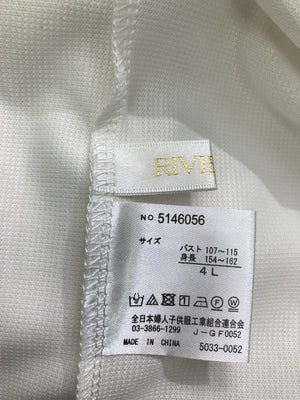 RIVI
NO. 5146056
サイズ
バスト 107~115
身長 154~162
4L
全日本婦人子供服工業組合連合会
03-3866-1299 J-GF0052
MADE IN CHINA 5033-0052